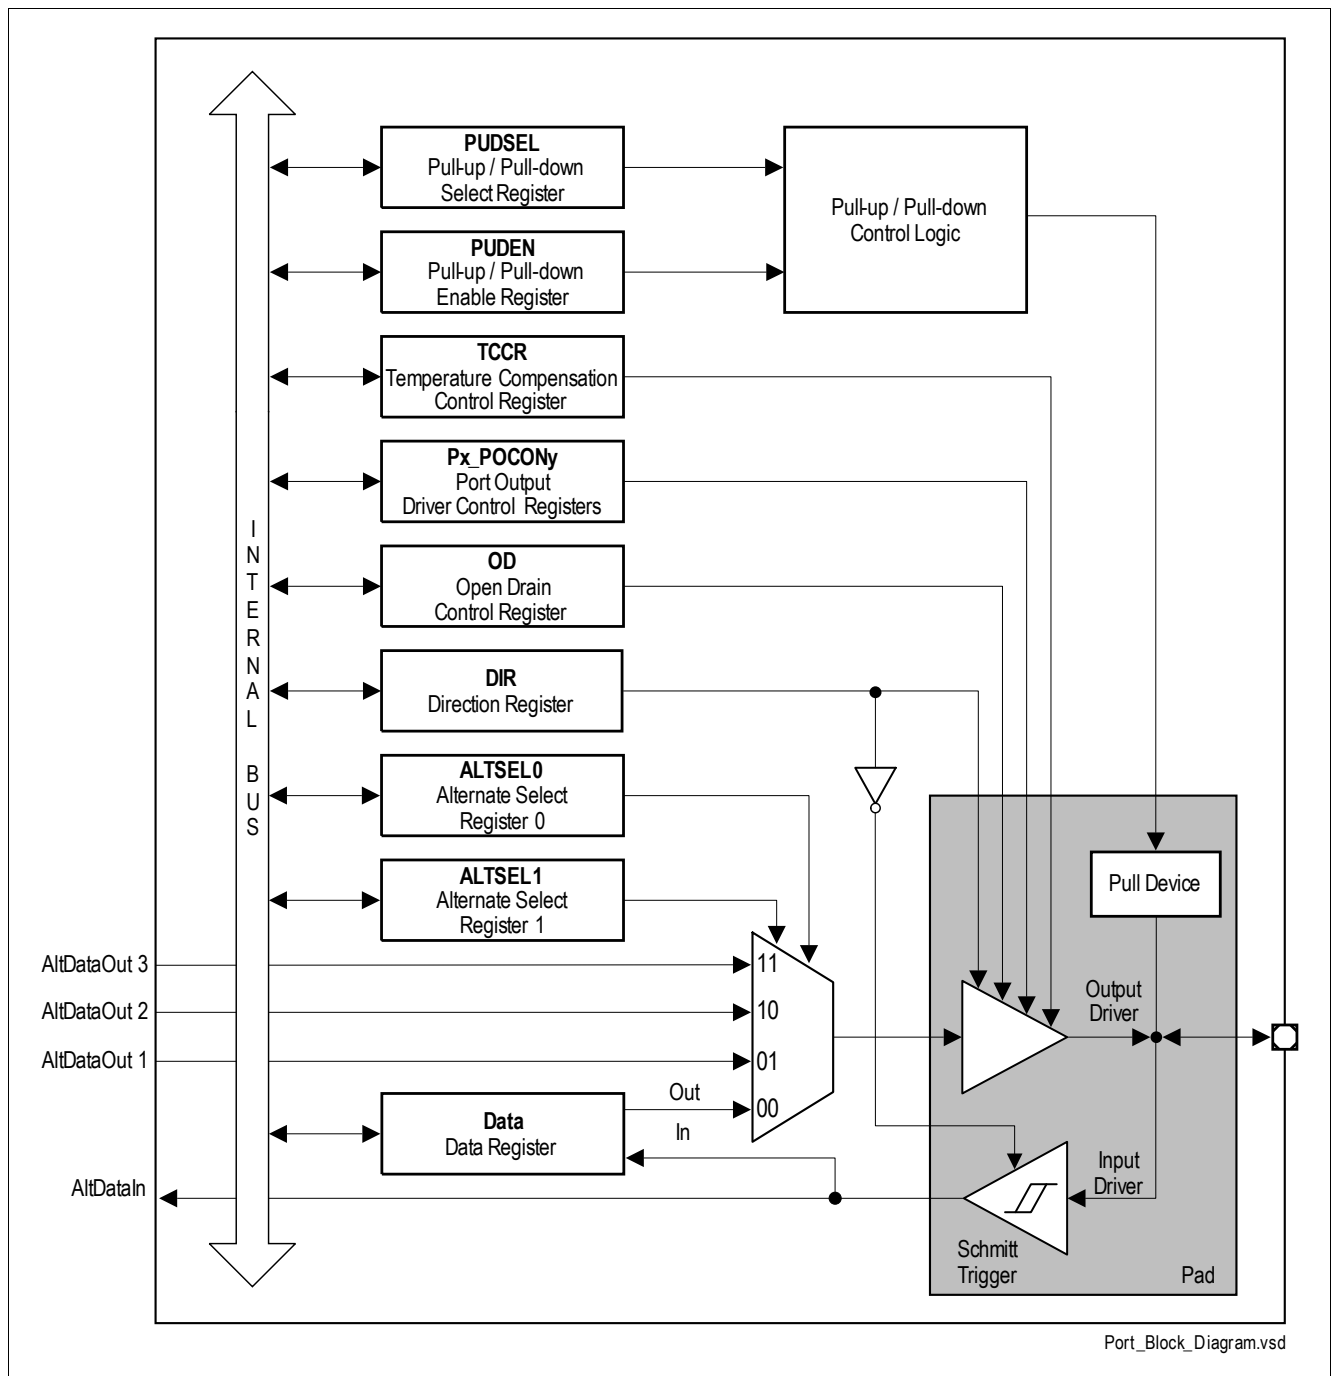 PUDSEL
Pull-up / Pull-down
Select Register
Pull-up / Pull-down
Control Logic
PUDEN
Pull-up / Pull-down
Enable Register
TCCR
Temperature Compensation
Control Register
Px_POCONy
Port Output
Driver Control Registers
INTERNAL BUS
OD
Open Drain
Control Register
DIR
Direction Register
ALTSEL0
Alternate Select
Register 0
ALTSEL1
Alternate Select
Register 1
Pull Device
AltDataOut 3
11
AltDataOut 2
10
Output
Driver
AltDataOut 1
01
Out
00
Data
Data Register
In
AltDataIn
Input
Driver
Schmitt
Trigger
Pad
Port_Block_Diagram.vsd